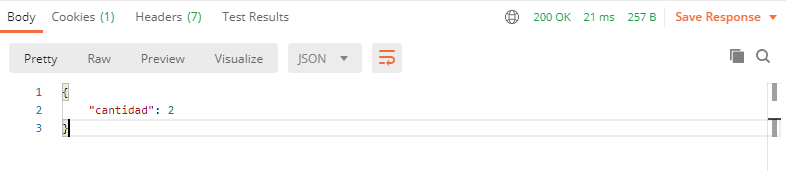 Body Cookies (1) Headers (7) Test Results 200 OK 21 ms 257 B Save Response
Pretty Raw Preview Visualize JSON
1 {
2 "cantidad": 2
3 }